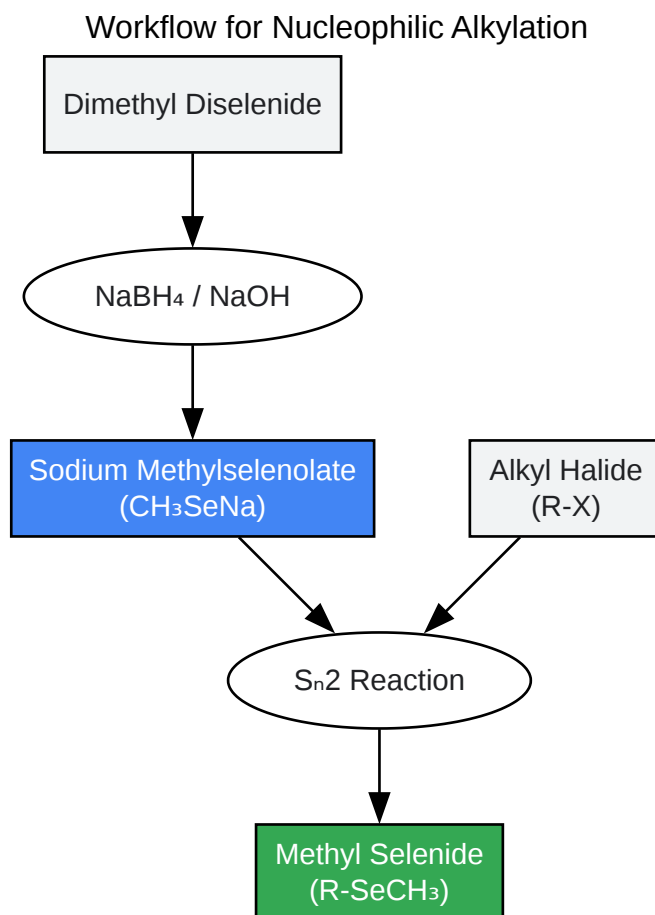 Workflow for Nucleophilic Alkylation
Dimethyl Diselenide
NaBH₄ / NaOH
Sodium Methylselenolate
(CH₃SeNa)
Alkyl Halide
(R-X)
Sₙ2 Reaction
Methyl Selenide
(R-SeCH₃)